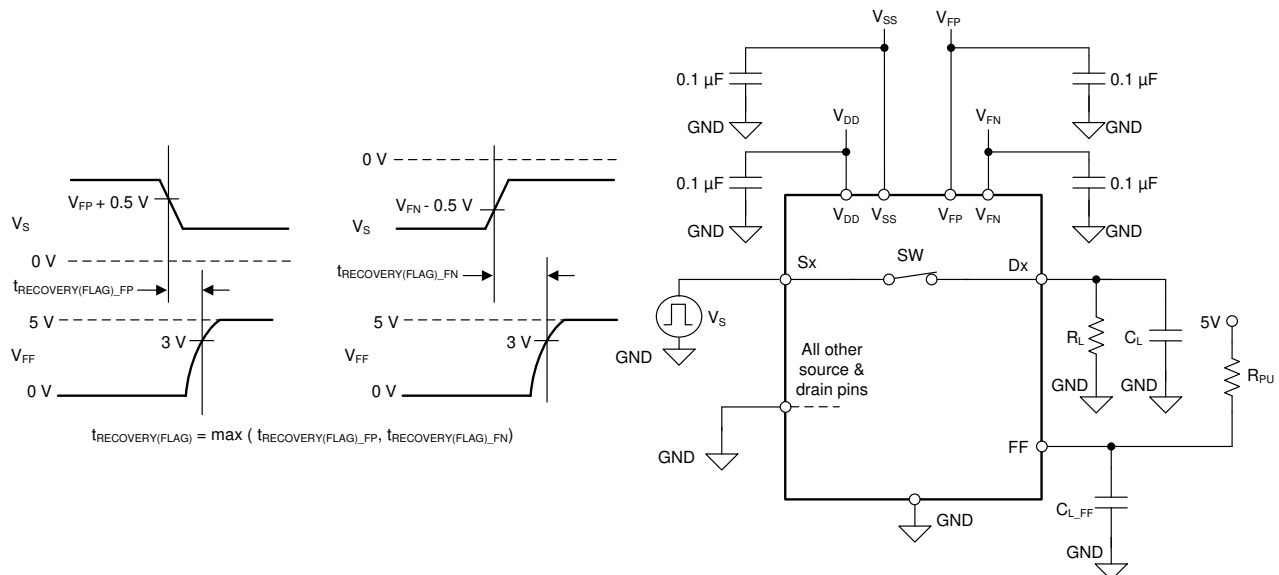 V_FP + 0.5 V
V_S
0 V
t_RECOVERY(FLAG)_FP
5 V
3 V
V_FF
0 V
0 V
V_FN - 0.5 V
V_S
t_RECOVERY(FLAG)_FN
5 V
3 V
V_FF
0 V
t_RECOVERY(FLAG) = max ( t_RECOVERY(FLAG)_FP, t_RECOVERY(FLAG)_FN)
V_SS
V_FP
0.1 µF
0.1 µF
GND
V_DD
V_FN
GND
0.1 µF
0.1 µF
GND
V_DD
V_SS
V_FP
V_FN
GND
Sx
SW
Dx
V_S
GND
R_L
C_L
5V
R_PU
GND
GND
All other
source &
drain pins
GND
FF
GND
C_L_FF
GND